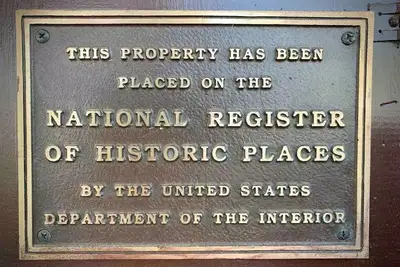 THIS PROPERTY HAS BEEN
PLACED ON THE
NATIONAL REGISTER
OF HISTORIC PLACES
BY THE UNITED STATES
DEPARTMENT OF THE INTERIOR